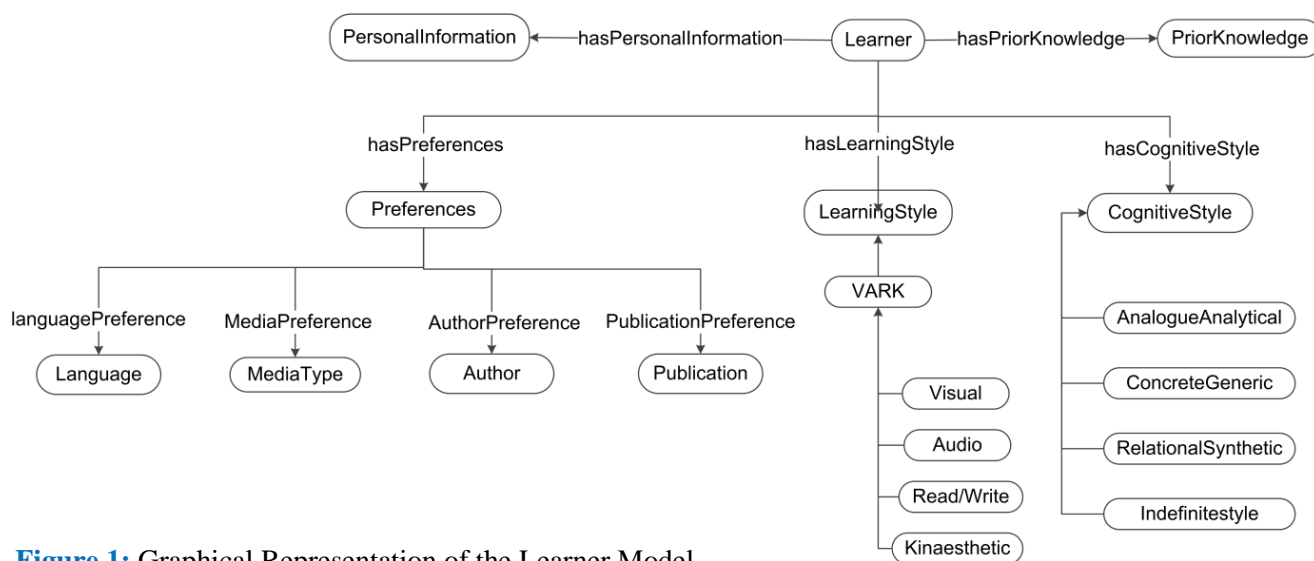 PersonalInformation hasPersonalInformation Learner hasPriorKnowledge PriorKnowledge
hasPreferences hasLearningStyle hasCognitiveStyle
Preferences LearningStyle CognitiveStyle
VARK
languagePreference MediaPreference AuthorPreference PublicationPreference AnalogueAnalytical
Language MediaType Author Publication ConcreteGeneric
Visual
Audio RelationalSynthetic
Read/Write Indefinitestyle
Kinaesthetic
Figure 1: Graphical Representation of the Learner Model